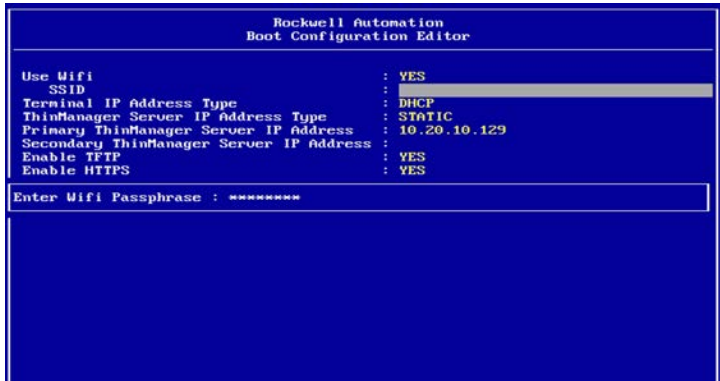 Rockwell Automation
Boot Configuration Editor
Use Wifi : YES
SSID :
Terminal IP Address Type : DHCP
ThinManager Server IP Address Type : STATIC
Primary ThinManager Server IP Address : 10.20.10.129
Secondary ThinManager Server IP Address :
Enable TFTP : YES
Enable HTTPS : YES
Enter Wifi Passphrase : ********